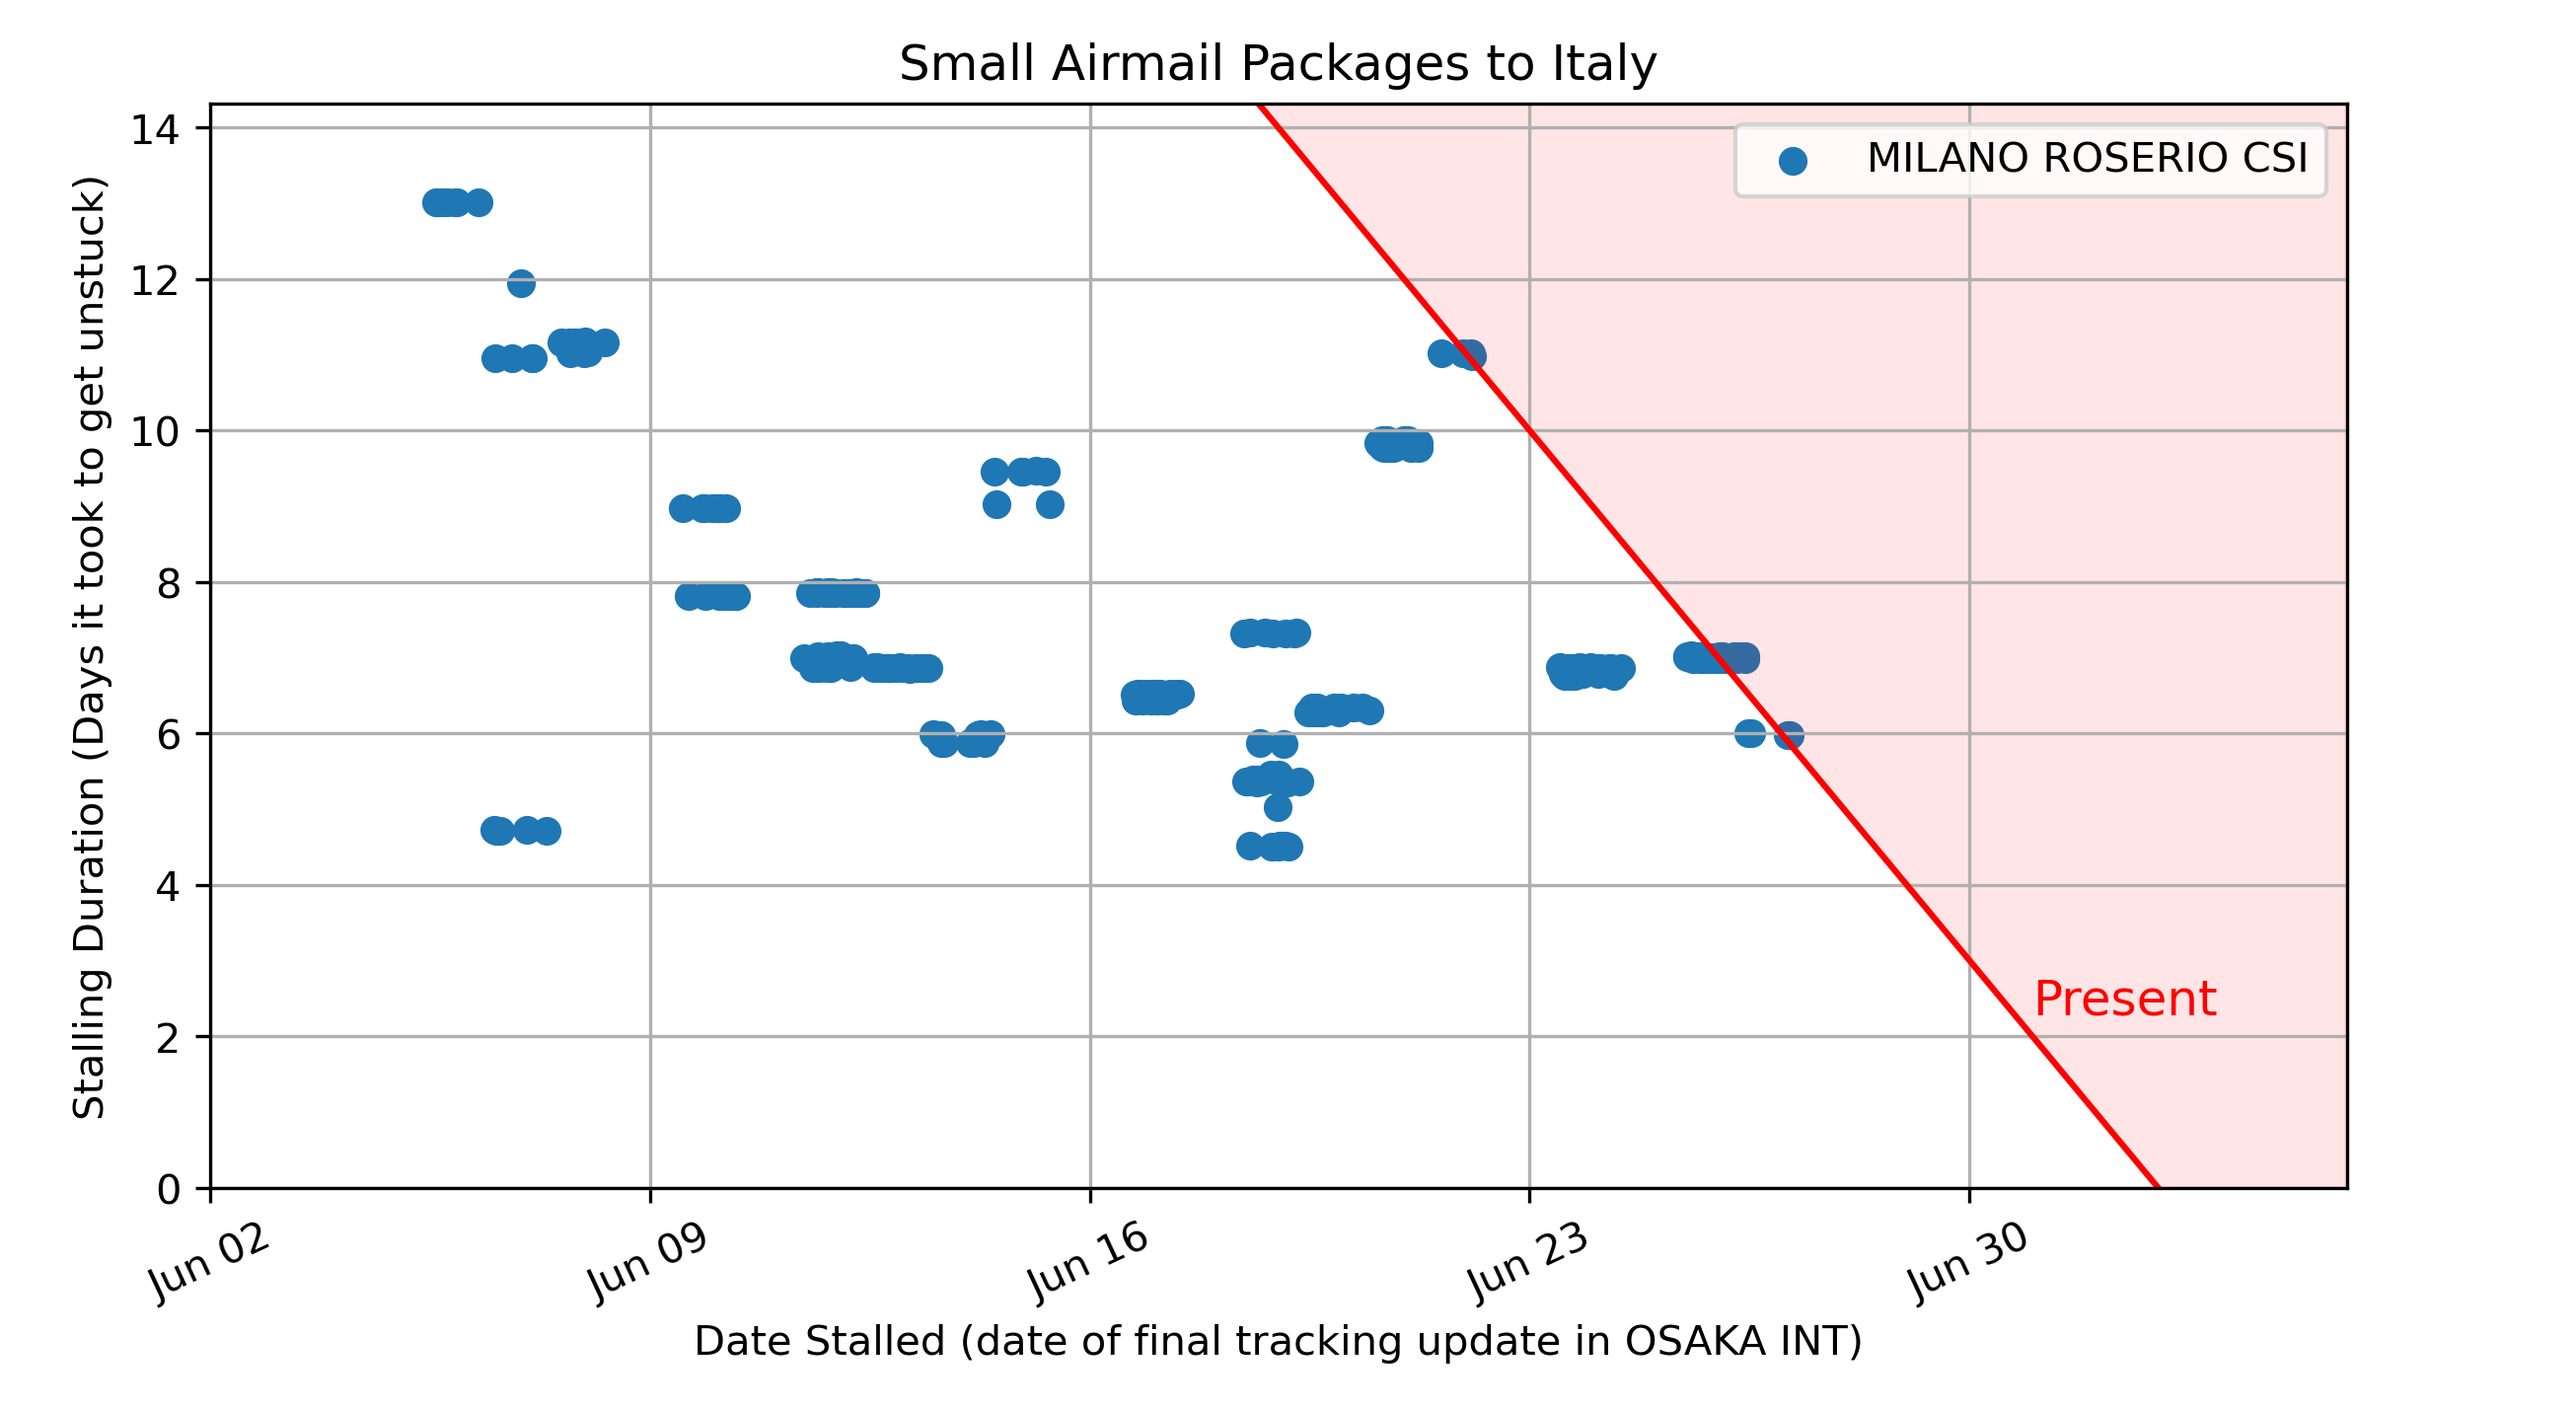 Small Airmail Packages to Italy
Stalling Duration (Days it took to get unstuck)
14
12
10
8
6
4
2
0
MILANO ROSERIO CSI
Present
Jun 02
Jun 09
Jun 16
Jun 23
Jun 30
Date Stalled (date of final tracking update in OSAKA INT)